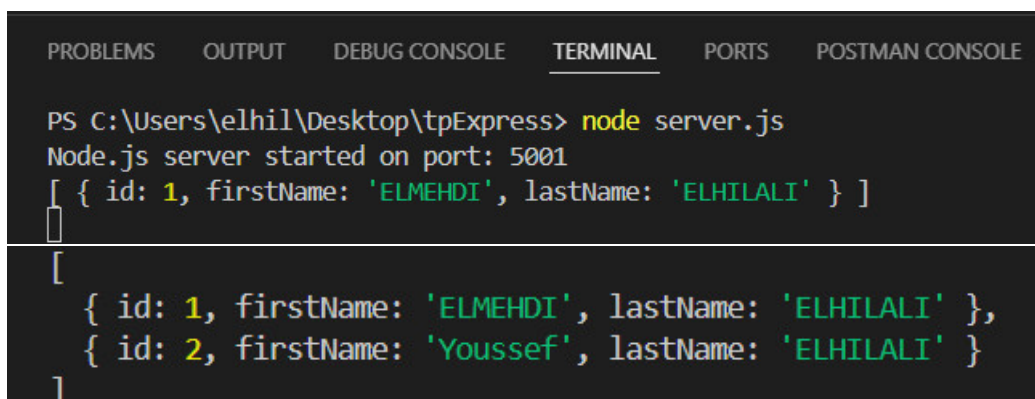 PROBLEMS OUTPUT DEBUG CONSOLE TERMINAL PORTS POSTMAN CONSOLE
PS C:\Users\elhil\Desktop\tpExpress> node server.js
Node.js server started on port: 5001
[ { id: 1, firstName: 'ELMEHDI', lastName: 'ELHILALI' } ]
[
  { id: 1, firstName: 'ELMEHDI', lastName: 'ELHILALI' },
  { id: 2, firstName: 'Youssef', lastName: 'ELHILALI' }
]